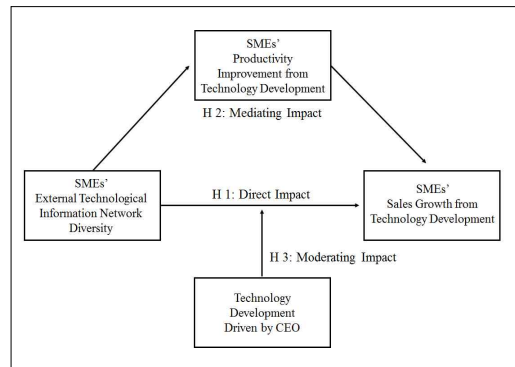 SMEs'
Productivity
Improvement from
Technology Development
H 2: Mediating Impact
SMEs'
External Technological
Information Network
Diversity
H 1: Direct Impact
SMEs'
Sales Growth from
Technology Development
H 3: Moderating Impact
Technology
Development
Driven by CEO